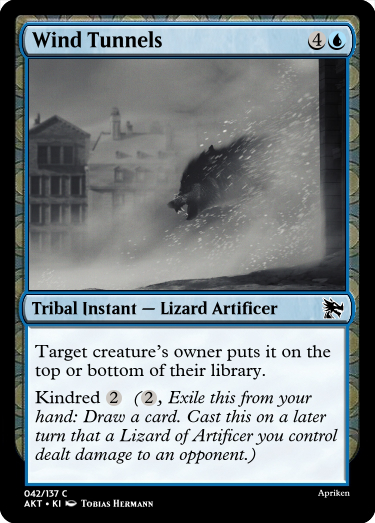 Wind Tunnels 4
Tribal Instant — Lizard Artificer
Target creature's owner puts it on the
top or bottom of their library.
Kindred 2 (2, Exile this from your
hand: Draw a card. Cast this on a later
turn that a Lizard of Artificer you control
dealt damage to an opponent.)
042/137 C
AKT • KI Tobias Hermann
Apriken